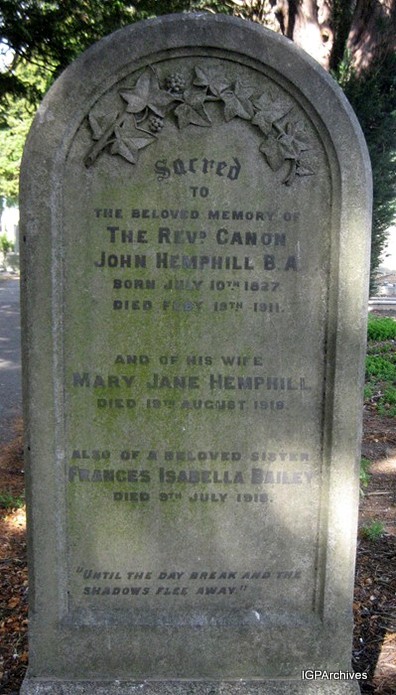 Sacred
TO
THE BELOVED MEMORY OF
THE REVD CANON
JOHN HEMPHILL B.A
BORN JULY 10TH 1827.
DIED FEBY 19TH 1911.
AND OF HIS WIFE
MARY JANE HEMPHILL
DIED 19TH AUGUST 1918.
ALSO OF A BELOVED SISTER
FRANCES ISABELLA BAILEY
DIED 9TH JULY 1918.
"UNTIL THE DAY BREAK AND THE
SHADOWS FLEE AWAY."
IGPArchives